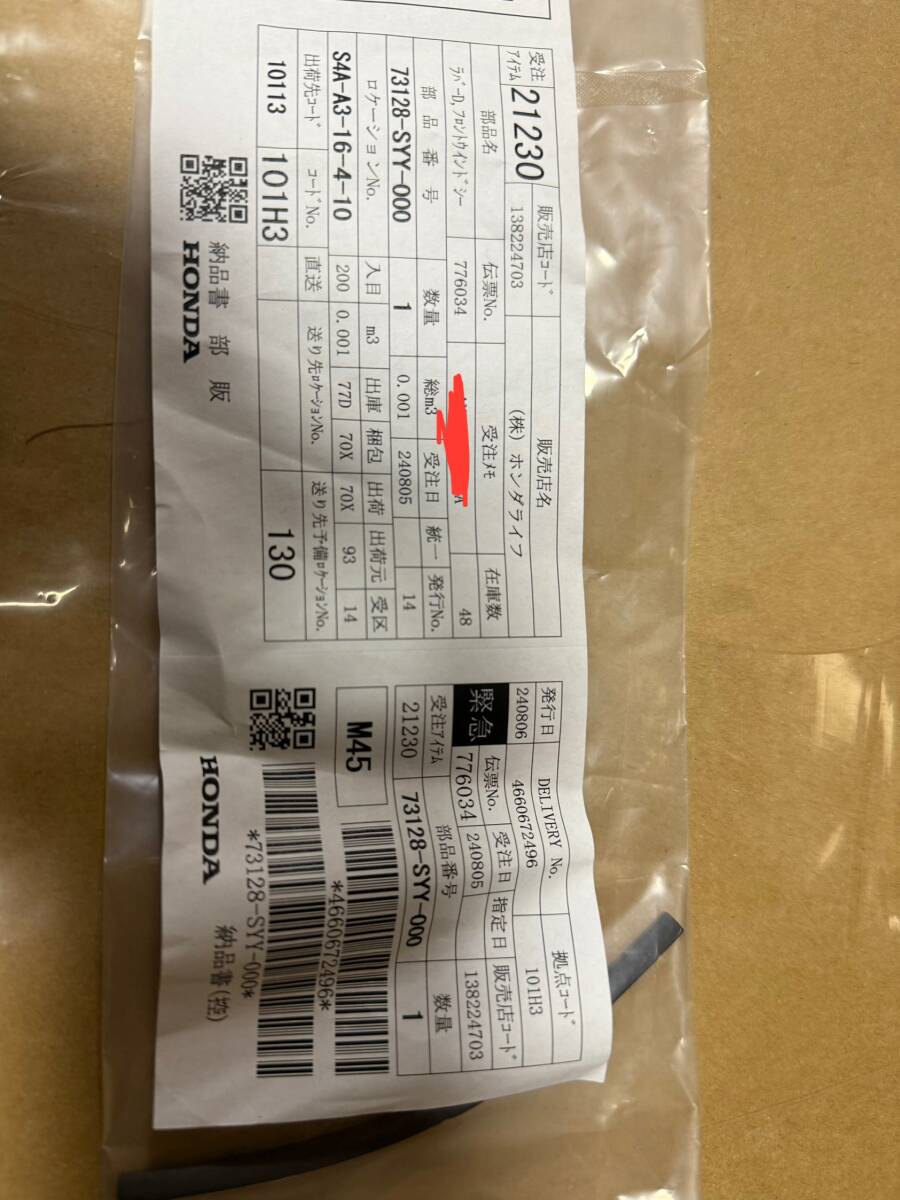 受注ｱｲﾃﾑ 21230 販売店ｺｰﾄﾞ 138224703 販売店名 (株) ホンダライフ
部品名 伝票No. 受注ﾒﾓ 在庫数
ﾗﾊﾞｰD,ﾌﾛﾝﾄｳｲﾝﾄﾞｼｰ 776034 48
部品番号 数量 総m3 受注日 統一 発行No.
73128-SYY-000 1 0.001 240805 14
ロケーションNo. 入目 m3 出庫 梱包 出荷 出荷元 受区
S4A-A3-16-4-10 200 0.001 77D 70X 70X 93 14
出荷先ｺｰﾄﾞ コードNo. 直送 送り先ﾛｹｰｼｮﾝNo. 送り先予備ﾛｹｰｼｮﾝNo.
10113 101H3 130
納品書 部 販
HONDA
発行日 DELIVERY No. 拠点ｺｰﾄﾞ
240806 4660672496 101H3
緊急 伝票No. 受注日 指定日 販売店ｺｰﾄﾞ
776034 240805 138224703
受注ｱｲﾃﾑ 部品番号 数量
21230 73128-SYY-000 1
M45
*4660672496*
*73128-SYY-000*
HONDA 納品書(控)